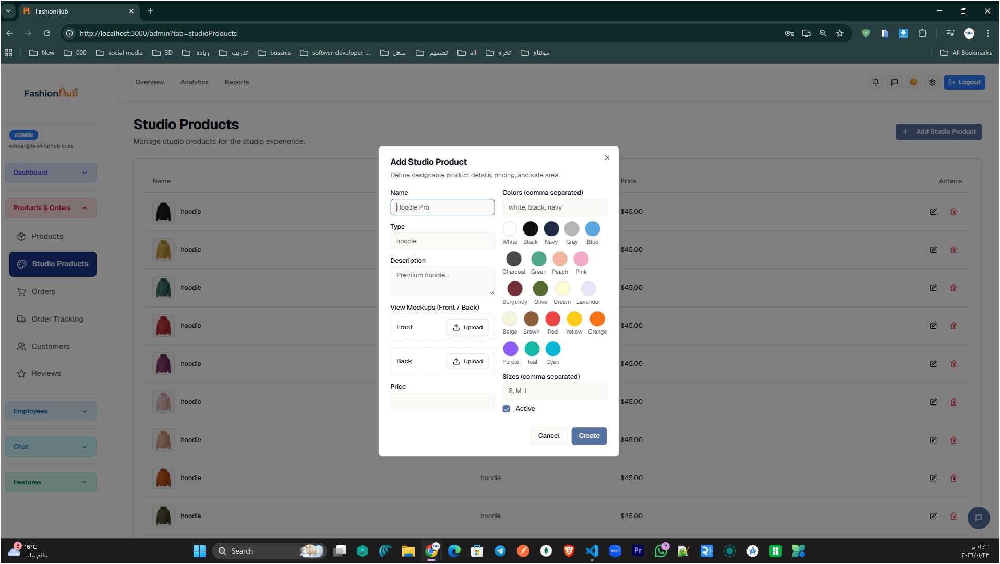 FashionHub
http://localhost:3000/admin?tab=studioProducts
New
000
social media
3D
ريادة
تدريب
bussnis
softwer-developer-...
شغل
تصميم
all
تخرج
مونتاج
All Bookmarks
FashionHub
Overview
Analytics
Reports
Logout
ADMIN
admin@fashionhub.com
Dashboard
Products & Orders
Products
Studio Products
Orders
Order Tracking
Customers
Reviews
Employees
Chat
Features
Studio Products
Manage studio products for the studio experience.
Add Studio Product
Name
Price
Actions
hoodie
$45.00
hoodie
$45.00
hoodie
$45.00
hoodie
$45.00
hoodie
$45.00
hoodie
$45.00
hoodie
$45.00
hoodie
hoodie
$45.00
hoodie
hoodie
$45.00
Add Studio Product
Define designable product details, pricing, and safe area.
Name
Hoodie Pro
Type
hoodie
Description
Premium hoodie...
View Mockups (Front / Back)
Front
Upload
Back
Upload
Price
Colors (comma separated)
white, black, navy
White
Black
Navy
Gray
Blue
Charcoal
Green
Peach
Pink
Burgundy
Olive
Cream
Lavender
Beige
Brown
Red
Yellow
Orange
Purple
Teal
Cyan
Sizes (comma separated)
S, M, L
Active
Cancel
Create
3
16°C
غائم غالبًا
Search
zoom
Pr
٣
٠٢:٣١ م
٢٠٢٦/٠١/٢٣